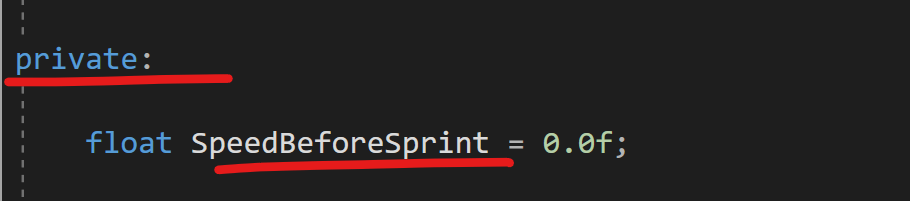 private:
float SpeedBeforeSprint = 0.0f;